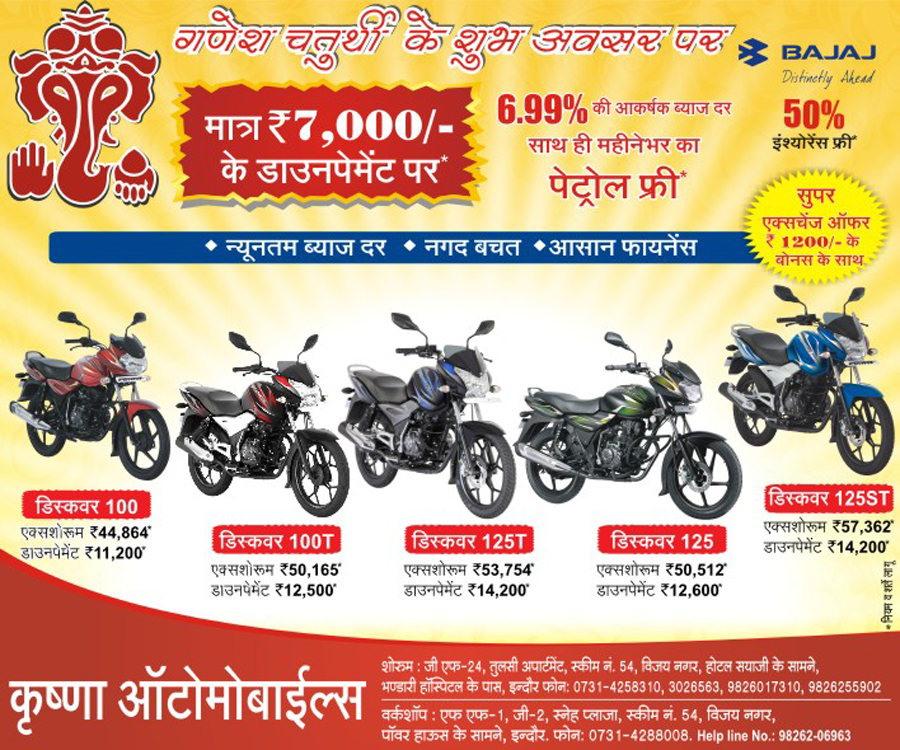 गणेश चतुर्थी के शुभ अवसर पर
BAJAJ
Distinctly Ahead
मात्र ₹7,000/-
के डाउनपेमेंट पर*
6.99% की आकर्षक ब्याज दर
साथ ही महीनेभर का
पेट्रोल फ्री*
50%
इंश्योरेंस फ्री*
सुपर
एक्सचेंज ऑफर
₹ 1200/- के
बोनस के साथ
न्यूनतम ब्याज दर नगद बचत आसान फायनेंस
डिस्कवर 100
एक्सशोरूम ₹44,864*
डाउनपेमेंट ₹11,200*
डिस्कवर 100T
एक्सशोरूम ₹50,165*
डाउनपेमेंट ₹12,500*
डिस्कवर 125T
एक्सशोरूम ₹53,754*
डाउनपेमेंट ₹14,200*
डिस्कवर 125
एक्सशोरूम ₹50,512*
डाउनपेमेंट ₹12,600*
डिस्कवर 125ST
एक्सशोरूम ₹57,362*
डाउनपेमेंट ₹14,200*
* नियम व शर्तें लागू
कृष्णा ऑटोमोबाईल्स
शोरुम : जी एफ-24, तुलसी अपार्टमेंट, स्कीम नं. 54, विजय नगर, होटल सयाजी के सामने,
भण्डारी हॉस्पिटल के पास, इन्दौर फोन: 0731-4258310, 3026563, 9826017310, 9826255902
वर्कशॉप : एफ एफ-1, जी-2, स्नेह प्लाजा, स्कीम नं. 54, विजय नगर,
पॉवर हाऊस के सामने, इन्दौर. फोन: 0731-4288008. Help line No.: 98262-06963